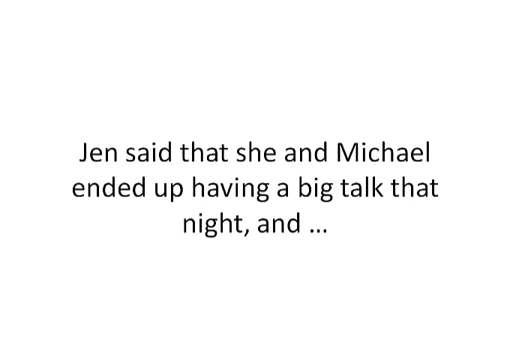 Jen said that she and Michael
ended up having a big talk that
night, and …